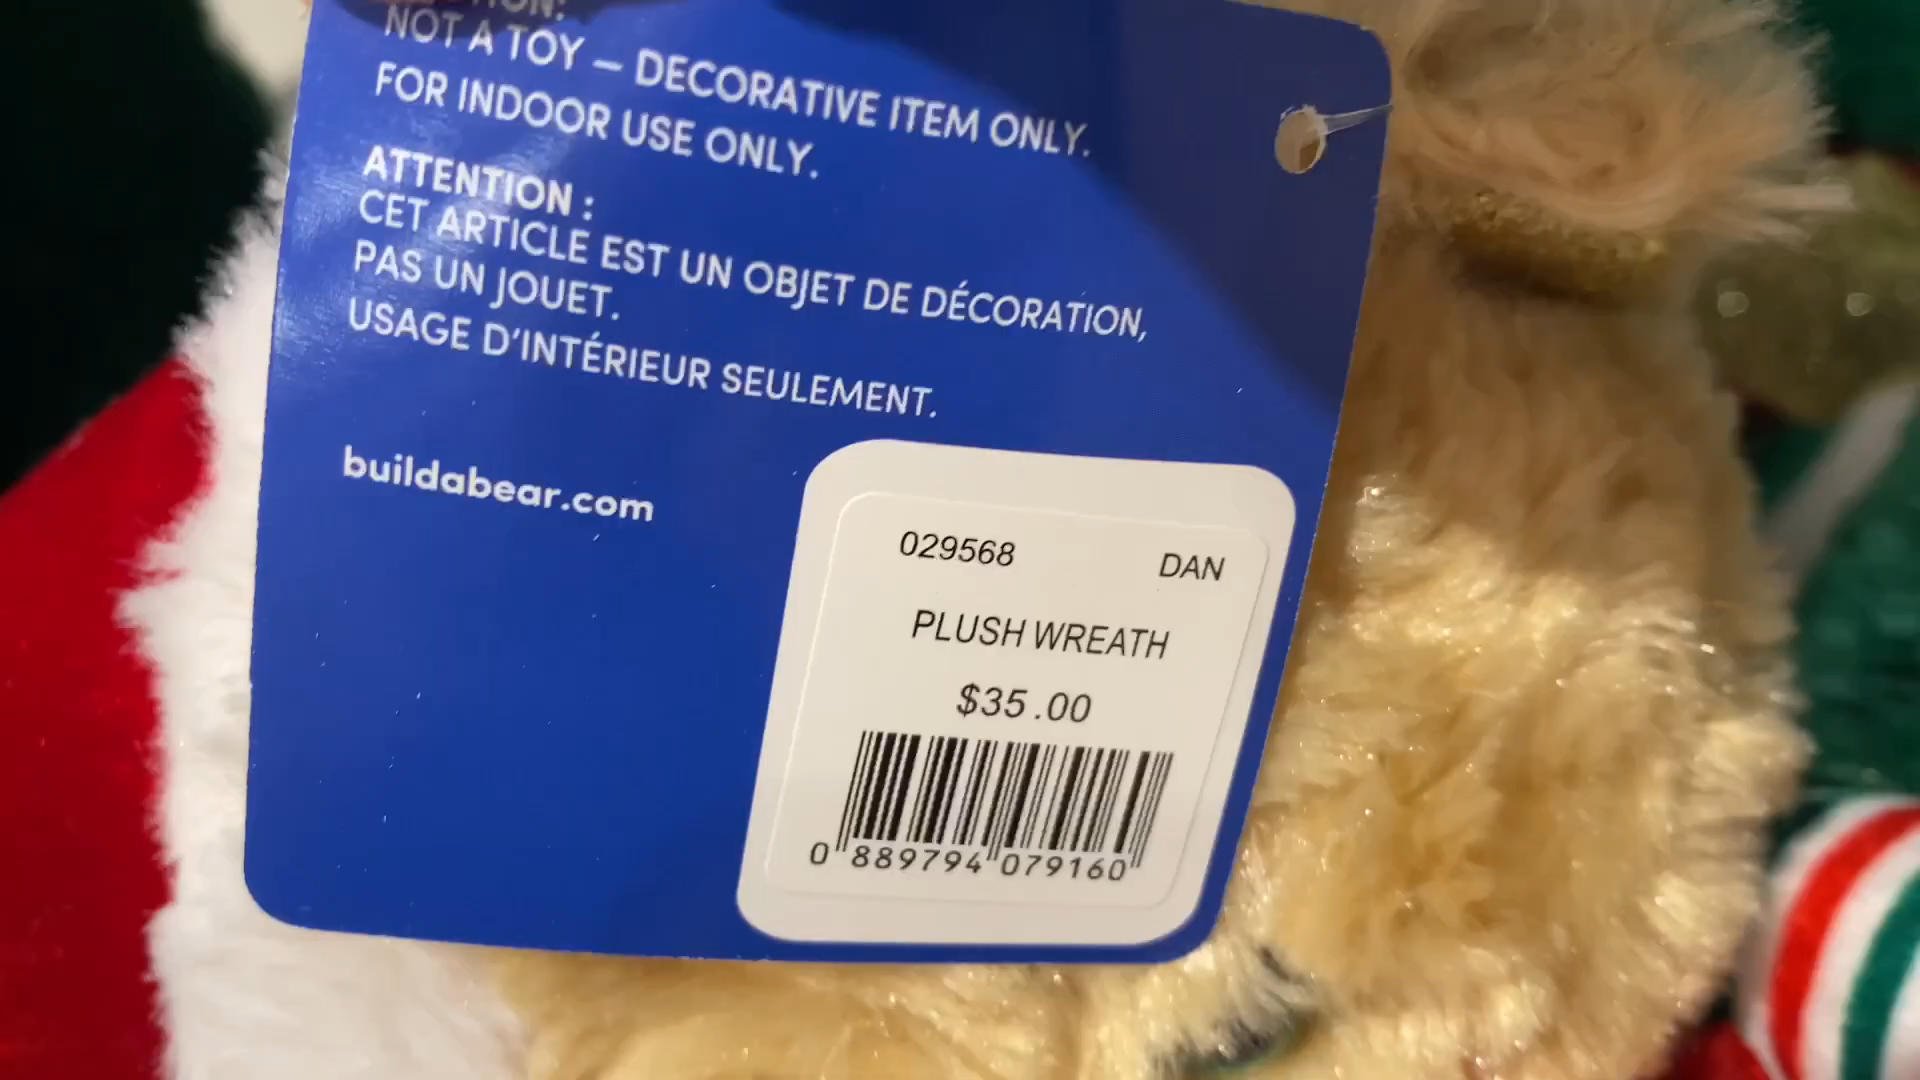 NOT A TOY – DECORATIVE ITEM ONLY.
FOR INDOOR USE ONLY.
ATTENTION :
CET ARTICLE EST UN OBJET DE DÉCORATION,
PAS UN JOUET.
USAGE D'INTÉRIEUR SEULEMENT.
buildabear.com
029568 DAN
PLUSH WREATH
$35.00
0 889794 079160